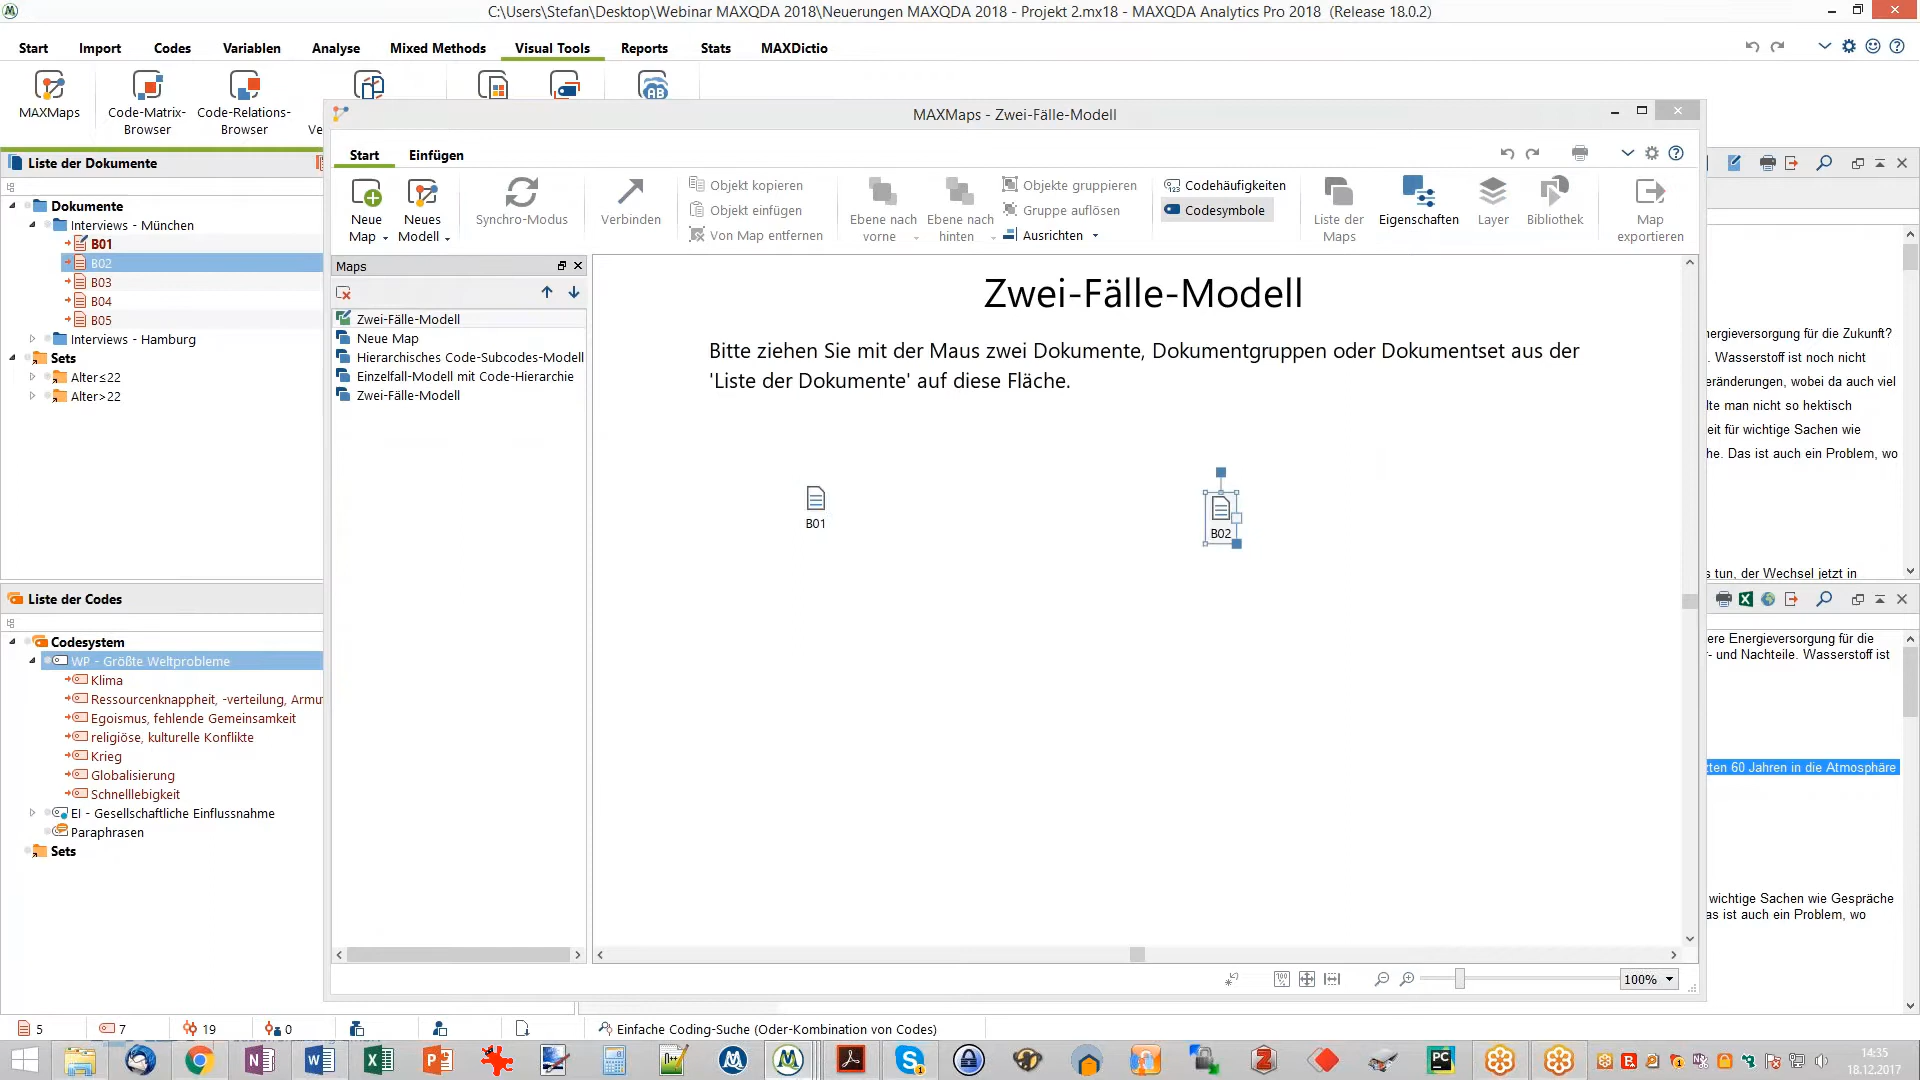 C:\Users\Stefan\Desktop\Webinar MAXQDA 2018\Neuerungen MAXQDA 2018 - Projekt 2.mx18 - MAXQDA Analytics Pro 2018 (Release 18.0.2)
Start Import Codes Variablen Analyse Mixed Methods Visual Tools Reports Stats MAXDictio
MAXMaps
Code-Matrix-
Browser
Code-Relations-
Browser
MAXMaps - Zwei-Fälle-Modell
Start Einfügen
Neue
Map
Neues
Modell
Synchro-Modus
Verbinden
Objekt kopieren
Objekt einfügen
Von Map entfernen
Ebene nach
vorne
Ebene nach
hinten
Objekte gruppieren
Gruppe auflösen
Ausrichten
Codehäufigkeiten
Codesymbole
Liste der
Maps
Eigenschaften
Layer
Bibliothek
Map
exportieren
Liste der Dokumente
Dokumente
Interviews - München
B01
B02
B03
B04
B05
Interviews - Hamburg
Sets
Alter≤22
Alter>22
Maps
Zwei-Fälle-Modell
Neue Map
Hierarchisches Code-Subcodes-Modell
Einzelfall-Modell mit Code-Hierarchie
Zwei-Fälle-Modell
Zwei-Fälle-Modell
Bitte ziehen Sie mit der Maus zwei Dokumente, Dokumentgruppen oder Dokumentset aus der
'Liste der Dokumente' auf diese Fläche.
B01
B02
nergieversorgung für die Zukunft?
. Wasserstoff ist noch nicht
eränderungen, wobei da auch viel
lte man nicht so hektisch
eit für wichtige Sachen wie
he. Das ist auch ein Problem, wo
s tun, der Wechsel jetzt in
Liste der Codes
Codesystem
WP - Größte Weltprobleme
Klima
Ressourcenknappheit, -verteilung, Armu
Egoismus, fehlende Gemeinsamkeit
religiöse, kulturelle Konflikte
Krieg
Globalisierung
Schnelllebigkeit
EI - Gesellschaftliche Einflussnahme
Paraphrasen
Sets
ere Energieversorgung für die
- und Nachteile. Wasserstoff ist
zten 60 Jahren in die Atmosphäre
wichtige Sachen wie Gespräche
as ist auch ein Problem, wo
100%
5 7 19 0
Einfache Coding-Suche (Oder-Kombination von Codes)
14:35
18.12.2017